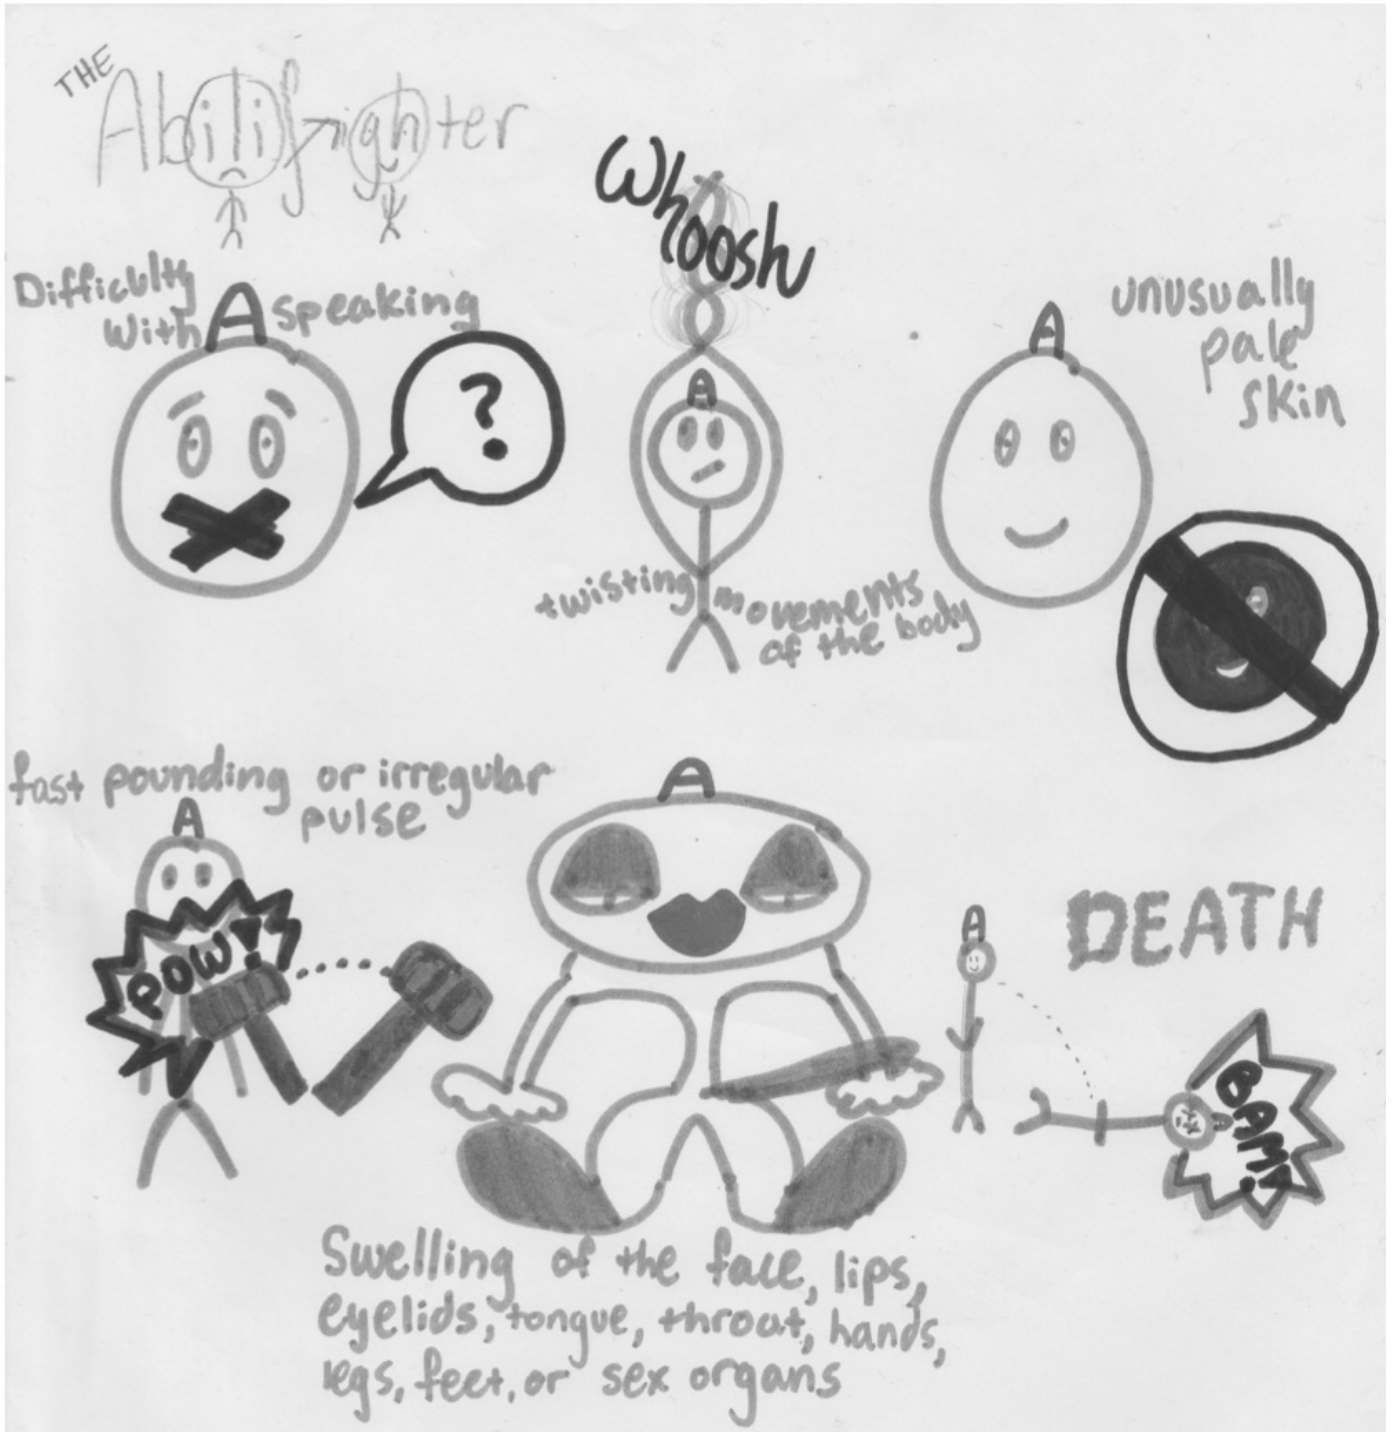 THE
Abilifrighter
Whoosh
Difficulty
With A speaking
?
A
A
unusually
pale
skin
twisting movements
of the body
fast pounding or irregular
pulse
A
POW!
A
A
DEATH
BAM!
Swelling of the face, lips,
eyelids, tongue, throat, hands,
legs, feet, or sex organs